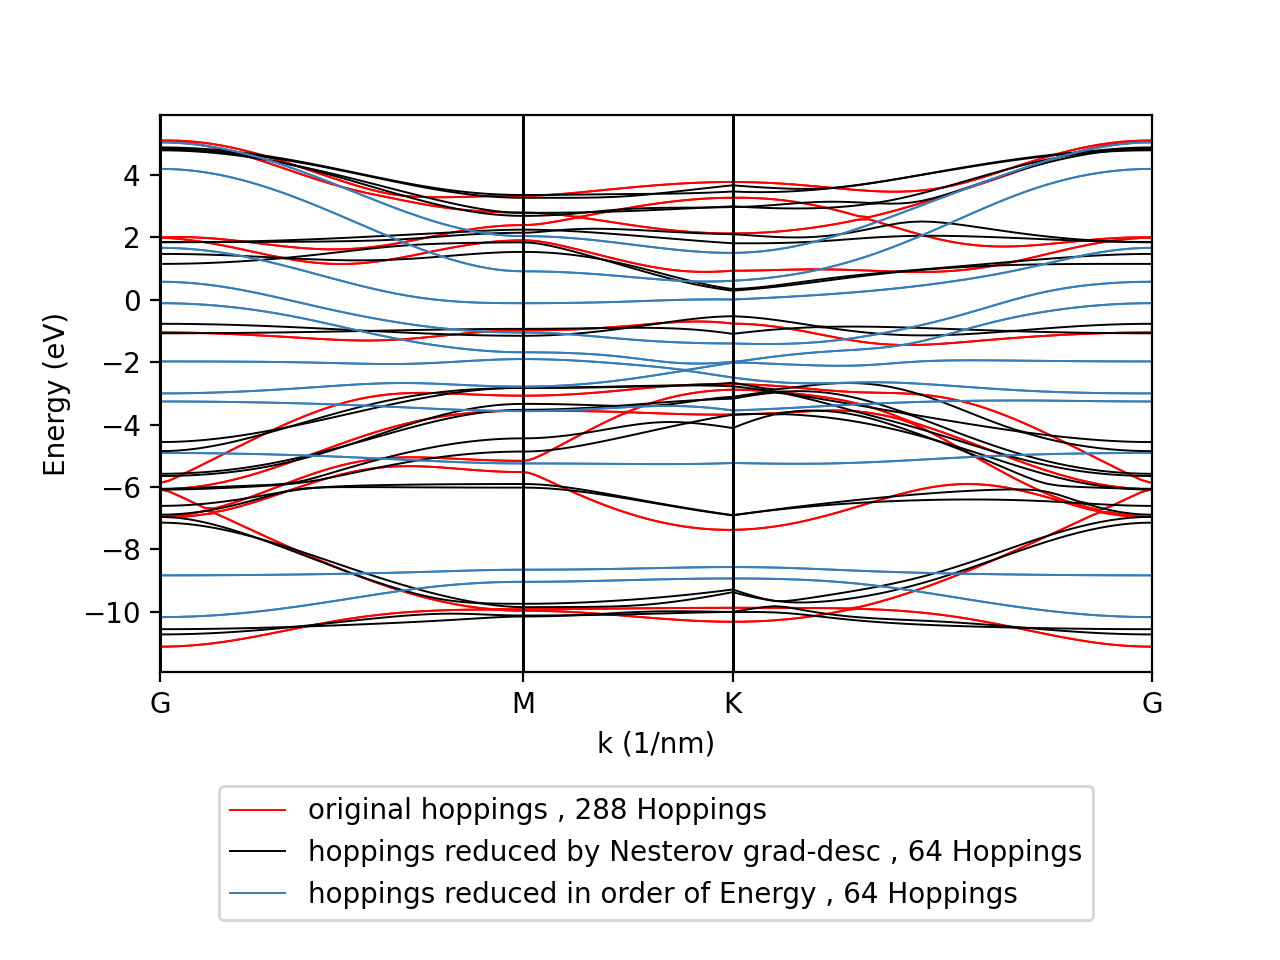 4
2
0
−2
−4
−6
−8
−10
Energy (eV)
G
M
K
G
k (1/nm)
original hoppings , 288 Hoppings
hoppings reduced by Nesterov grad-desc , 64 Hoppings
hoppings reduced in order of Energy , 64 Hoppings